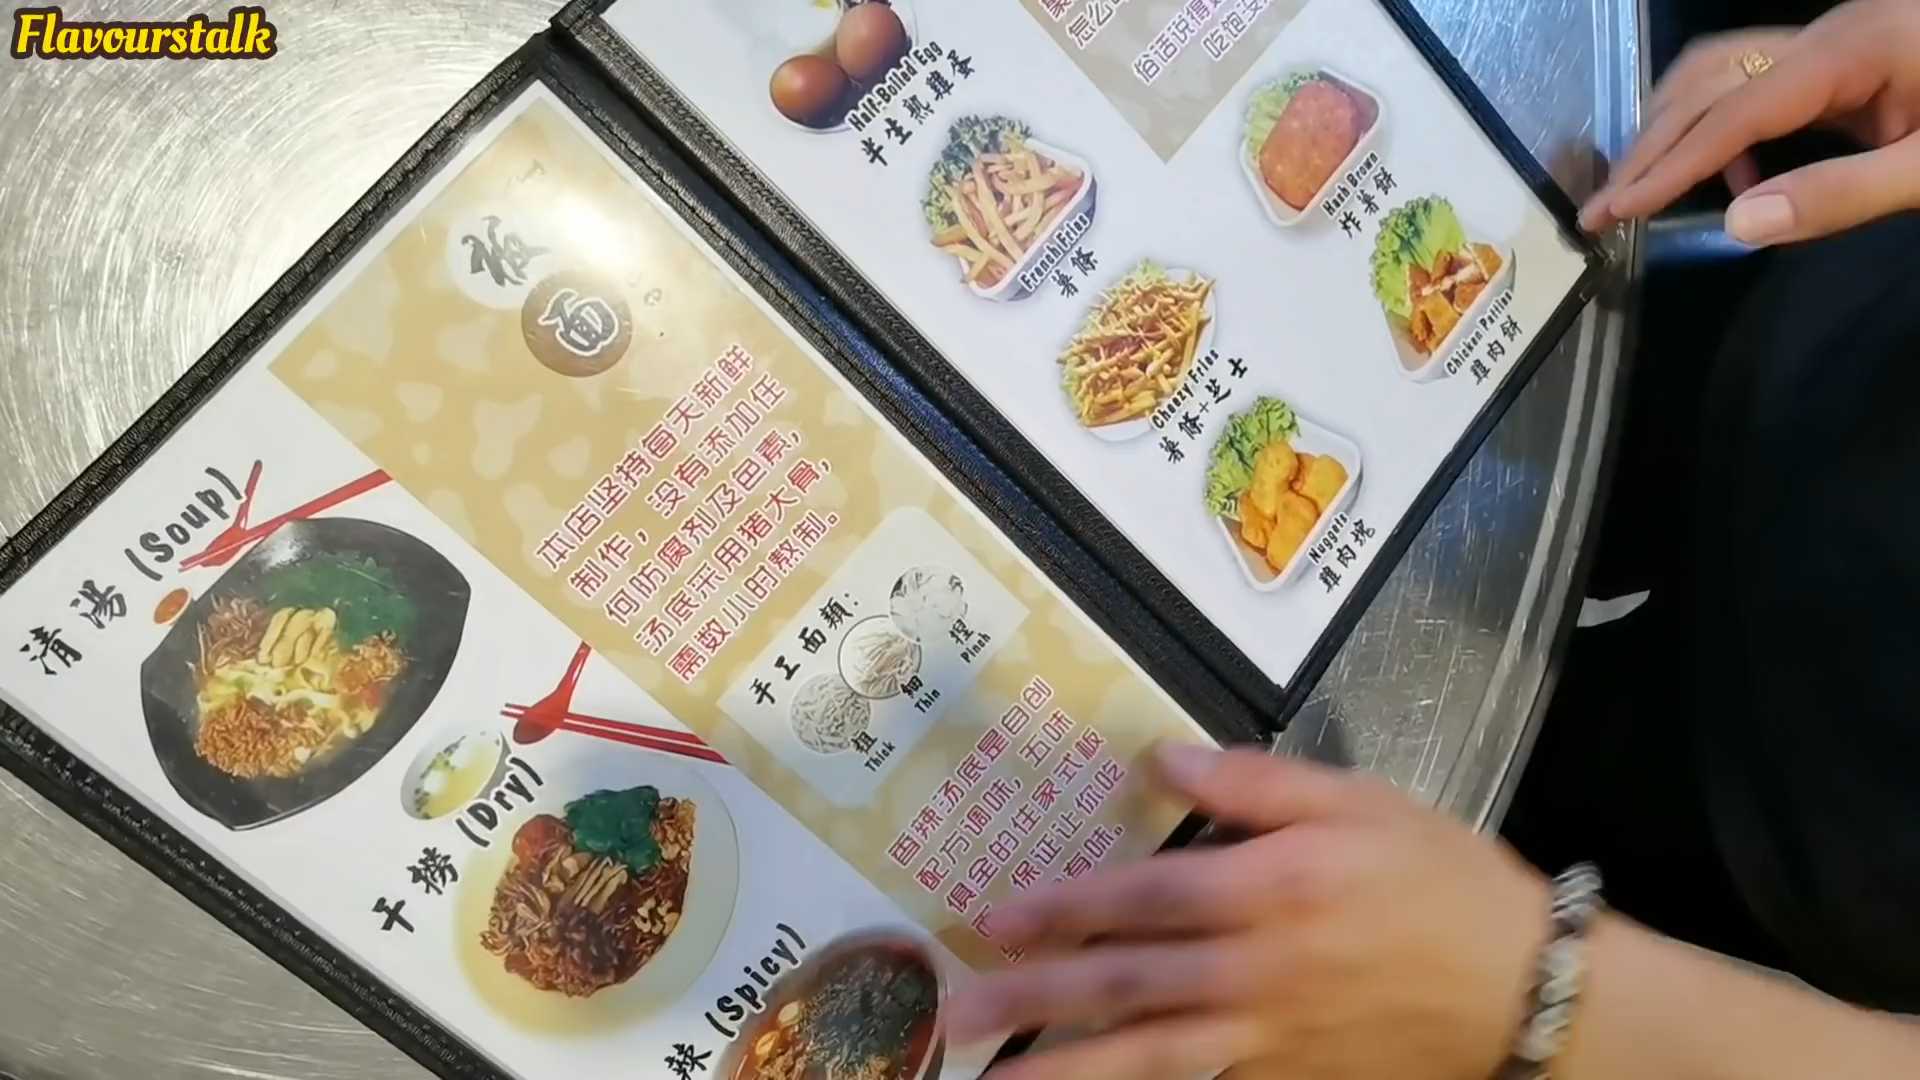 Flavourstalk
板
面
本店坚持每天新鲜
制作，没有添加任
何防腐剂及色素，
汤底采用猪大骨，
需数小时熬制。
手工面類：
粗
Thick
細
Thin
捏
Pinch
香辣汤底是自创
配方调味，五味
俱全的住家式板
保证让你吃
有味。
清湯 (Soup)
干撈 (Dry)
辣 (Spicy)
Half-Boiled Egg
半生熟雞蛋
French Fries
薯條
Cheezy Fries
薯條+芝士
Nuggets
雞肉塊
怎么
俗话说得
吃饱没
Hash Brown
炸薯餅
Chicken Patties
雞肉餅